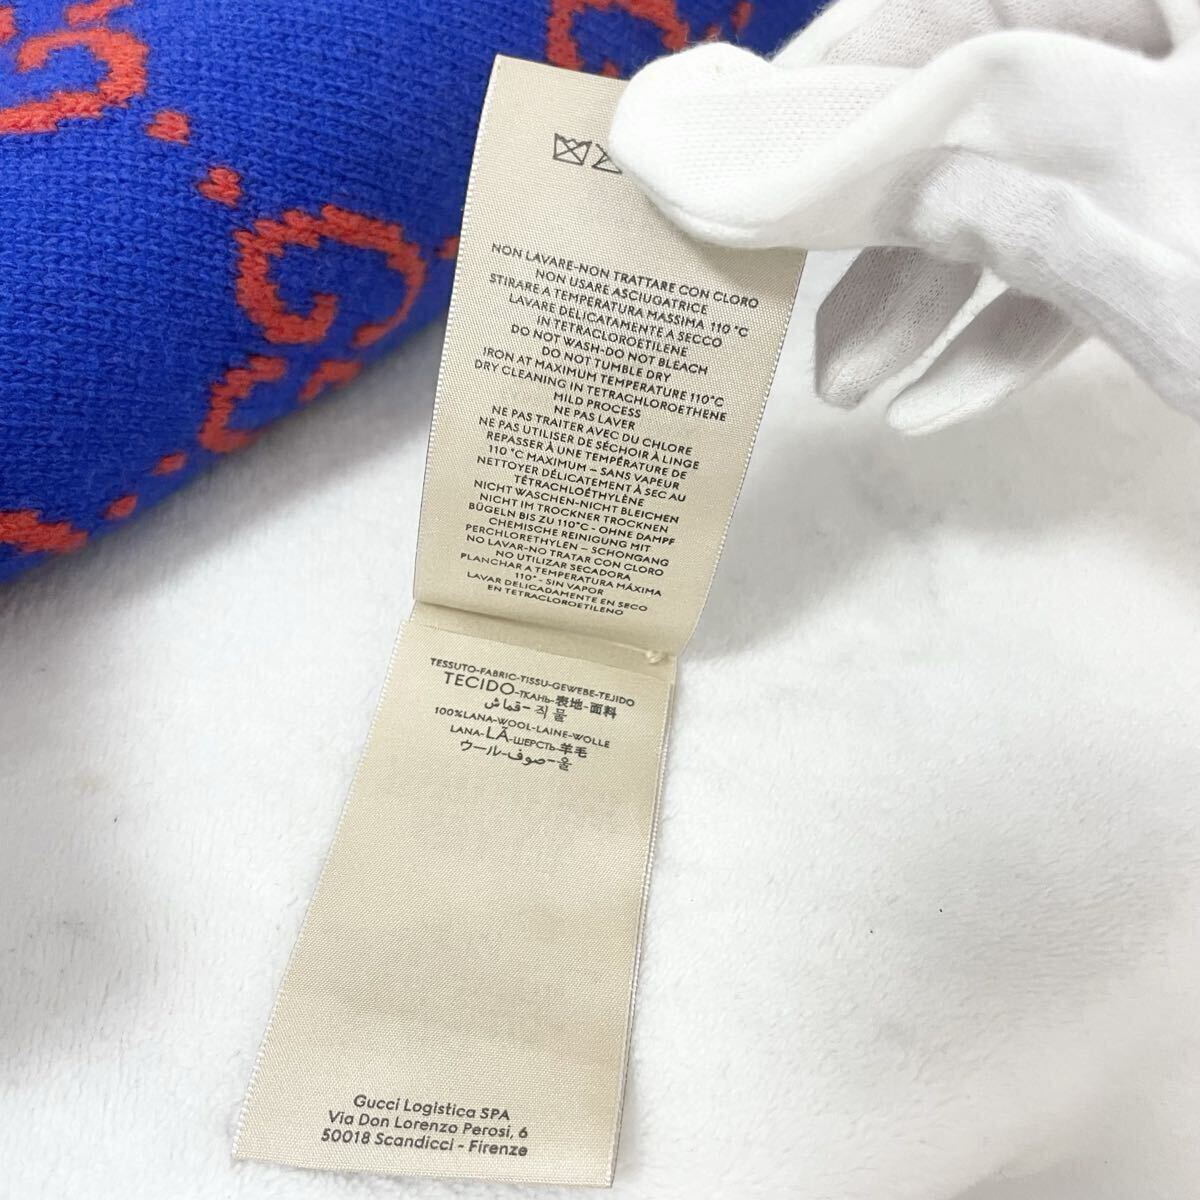 NON LAVARE-NON TRATTARE CON CLORO
NON USARE ASCIUGATRICE
STIRARE A TEMPERATURA MASSIMA 110 °C
LAVARE DELICATAMENTE A SECCO
IN TETRACLOROETILENE
DO NOT WASH-DO NOT BLEACH
DO NOT TUMBLE DRY
IRON AT MAXIMUM TEMPERATURE 110°C
DRY CLEANING IN TETRACHLOROETHENE
MILD PROCESS
NE PAS LAVER
NE PAS TRAITER AVEC DU CHLORE
NE PAS UTILISER DE SÉCHOIR À LINGE
REPASSER À UNE TEMPÉRATURE DE
110 °C MAXIMUM – SANS VAPEUR
NETTOYER DÉLICATEMENT À SEC AU
TÉTRACHLOÉTHYLÈNE
NICHT WASCHEN-NICHT BLEICHEN
NICHT IM TROCKNER TROCKNEN
BÜGELN BIS ZU 110°C - OHNE DAMPF
CHEMISCHE REINIGUNG MIT
PERCHLORETHYLEN – SCHONGANG
NO LAVAR-NO TRATAR CON CLORO
NO UTILIZAR SECADORA
PLANCHAR A TEMPERATURA MÁXIMA
110° - SIN VAPOR
LAVAR DELICADAMENTE EN SECO
EN TETRACLOROETILENO
TESSUTO-FABRIC-TISSU-GEWEBE-TEJIDO
TECIDO-ТКАНЬ-表地-面料
قماش-직물
100%LANA-WOOL-LAINE-WOLLE
LANA-LÃ-ШЕРСТЬ-羊毛
ウール-صوف-울
Gucci Logistica SPA
Via Don Lorenzo Perosi, 6
50018 Scandicci - Firenze